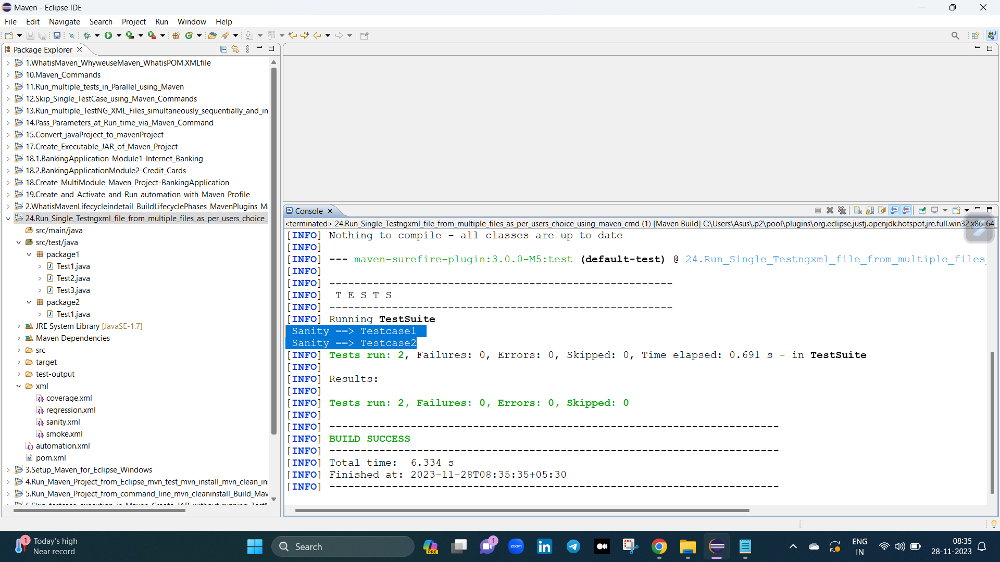 Maven - Eclipse IDE
File Edit Navigate Search Project Run Window Help
Package Explorer
1.WhatisMaven_WhyweuseMaven_WhatisPOM.XMLfile
10.Maven_Commands
11.Run_multiple_tests_in_Parallel_using_Maven
12.Skip_Single_TestCase_using_Maven_Commands
13.Run_multiple_TestNG_XML_Files_simultaneously_sequentially_and_in
14.Pass_Parameters_at_Run_time_via_Maven_Command
15.Convert_javaProject_to_mavenProject
17.Create_Executable_JAR_of_Maven_Project
18.1.BankingApplication-Module1-Internet_Banking
18.2.BankingApplicationModule2-Credit_Cards
18.Create_MultiModule_Maven_Project-BankingApplication
19.Create_and_Activate_and_Run_automation_with_Maven_Profile
2.WhatisMavenLifecycleindetail_BuildLifecyclePhases_MavenPlugins_Ma
24.Run_Single_Testngxml_file_from_multiple_files_as_per_users_choice_
src/main/java
src/test/java
package1
Test1.java
Test2.java
Test3.java
package2
Test1.java
JRE System Library [JavaSE-1.7]
Maven Dependencies
src
target
test-output
xml
coverage.xml
regression.xml
sanity.xml
smoke.xml
automation.xml
pom.xml
3.Setup_Maven_for_Eclipse_Windows
4.Run_Maven_Project_from_Eclipse_mvn_test_mvn_install_mvn_clean_ins
5.Run_Maven_Project_from_command_line_mvn_cleaninstall_Build_Mav
Console
<terminated> 24.Run_Single_Testngxml_file_from_multiple_files_as_per_users_choice_using_maven_cmd (1) [Maven Build] C:\Users\Asus\.p2\pool\plugins\org.eclipse.justj.openjdk.hotspot.jre.full.win32.x86_64_
[INFO] Nothing to compile - all classes are up to date
[INFO]
[INFO] --- maven-surefire-plugin:3.0.0-M5:test (default-test) @ 24.Run_Single_Testngxml_file_from_multiple_files_
[INFO]
[INFO] -------------------------------------------------------
[INFO]  T E S T S
[INFO] -------------------------------------------------------
[INFO] Running TestSuite
Sanity ==> Testcase1
Sanity ==> Testcase2
[INFO] Tests run: 2, Failures: 0, Errors: 0, Skipped: 0, Time elapsed: 0.691 s - in TestSuite
[INFO]
[INFO] Results:
[INFO]
[INFO] Tests run: 2, Failures: 0, Errors: 0, Skipped: 0
[INFO]
[INFO] ------------------------------------------------------------------------
[INFO] BUILD SUCCESS
[INFO] ------------------------------------------------------------------------
[INFO] Total time:  6.334 s
[INFO] Finished at: 2023-11-28T08:35:35+05:30
[INFO] ------------------------------------------------------------------------
1
Today's high
Near record
Search
PRE
1
zoom
in
ENG
IN
08:35
28-11-2023